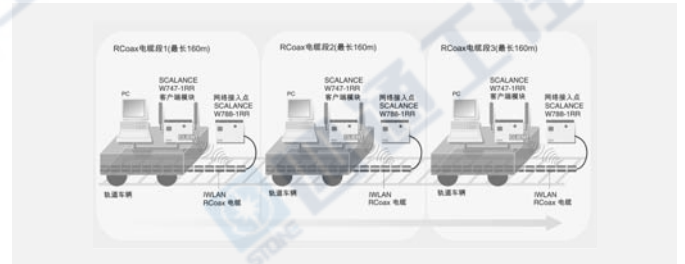 RCoax电缆段1(最长160m)
SCALANCE
W747-1RR
客户端模块
PC
网络接入点
SCALANCE
W788-1RR
轨道车辆
IWLAN
RCoax 电缆
RCoax电缆段2(最长160m)
SCALANCE
W747-1RR
客户端模块
PC
网络接入点
SCALANCE
W788-1RR
轨道车辆
IWLAN
RCoax 电缆
RCoax电缆段3(最长160m)
SCALANCE
W747-1RR
客户端模块
PC
网络接入点
SCALANCE
W788-1RR
轨道车辆
IWLAN
RCoax 电缆